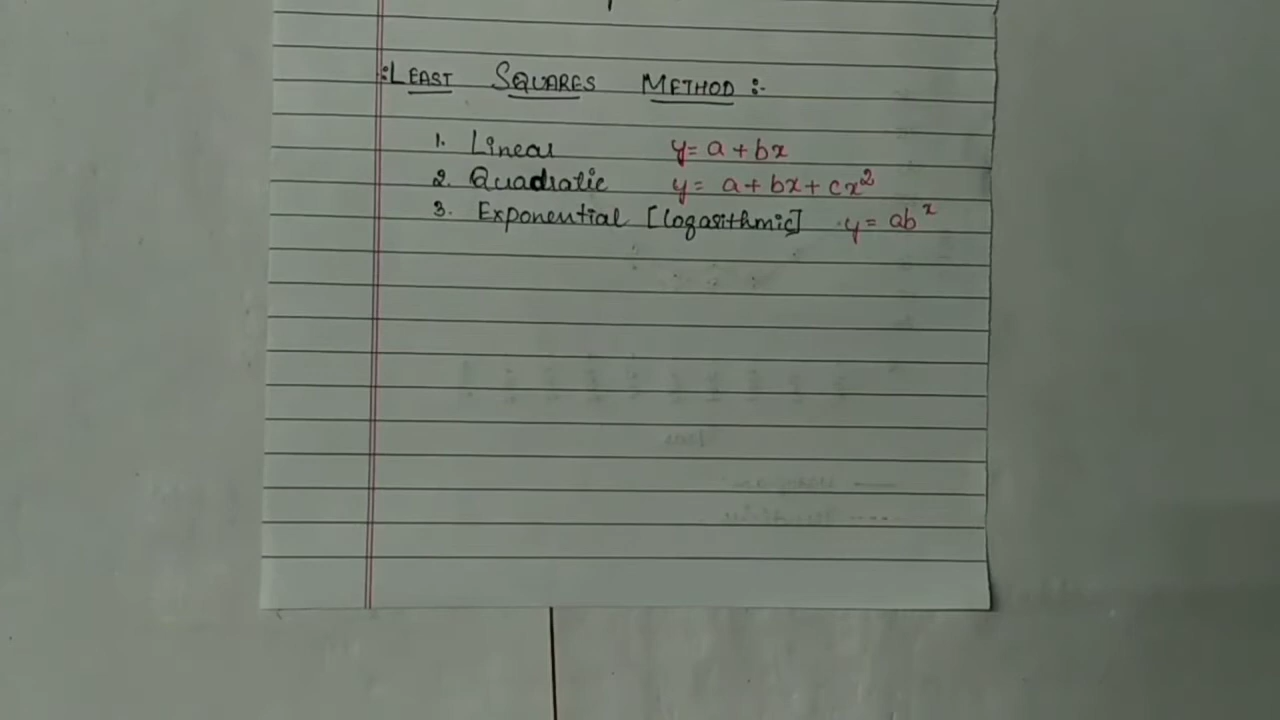 :LEAST SQUARES METHOD :-
1. Linear y = a + bx
2. Quadratic y = a + bx + cx²
3. Exponential [logarithmic] y = abˣ